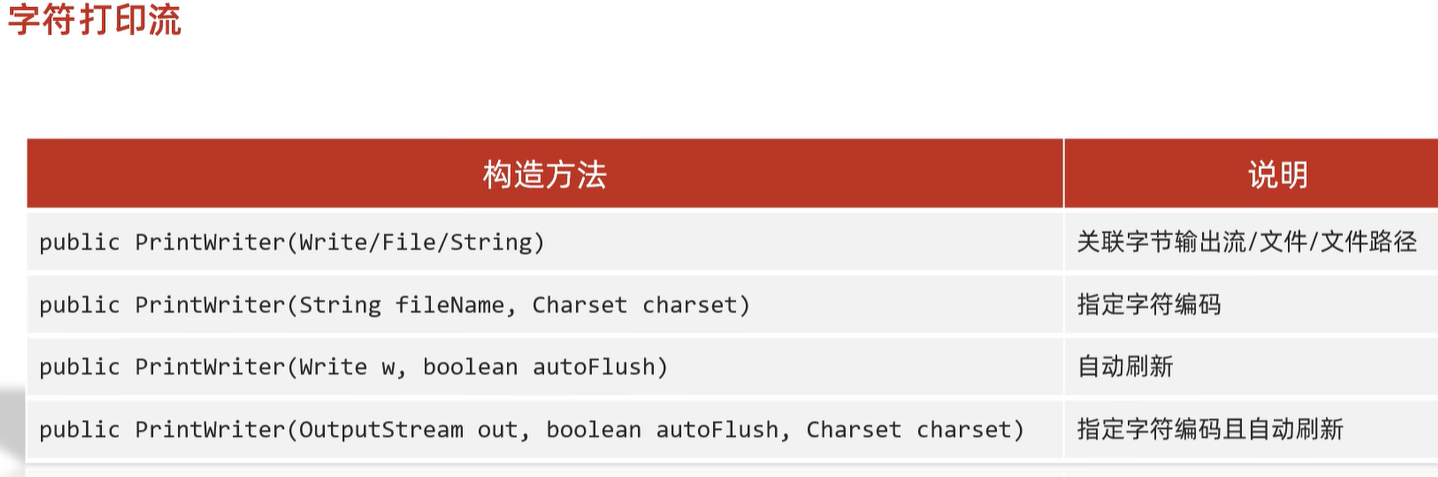 字符打印流
构造方法 说明
public PrintWriter(Write/File/String) 关联字节输出流/文件/文件路径
public PrintWriter(String fileName, Charset charset) 指定字符编码
public PrintWriter(Write w, boolean autoFlush) 自动刷新
public PrintWriter(OutputStream out, boolean autoFlush, Charset charset) 指定字符编码且自动刷新